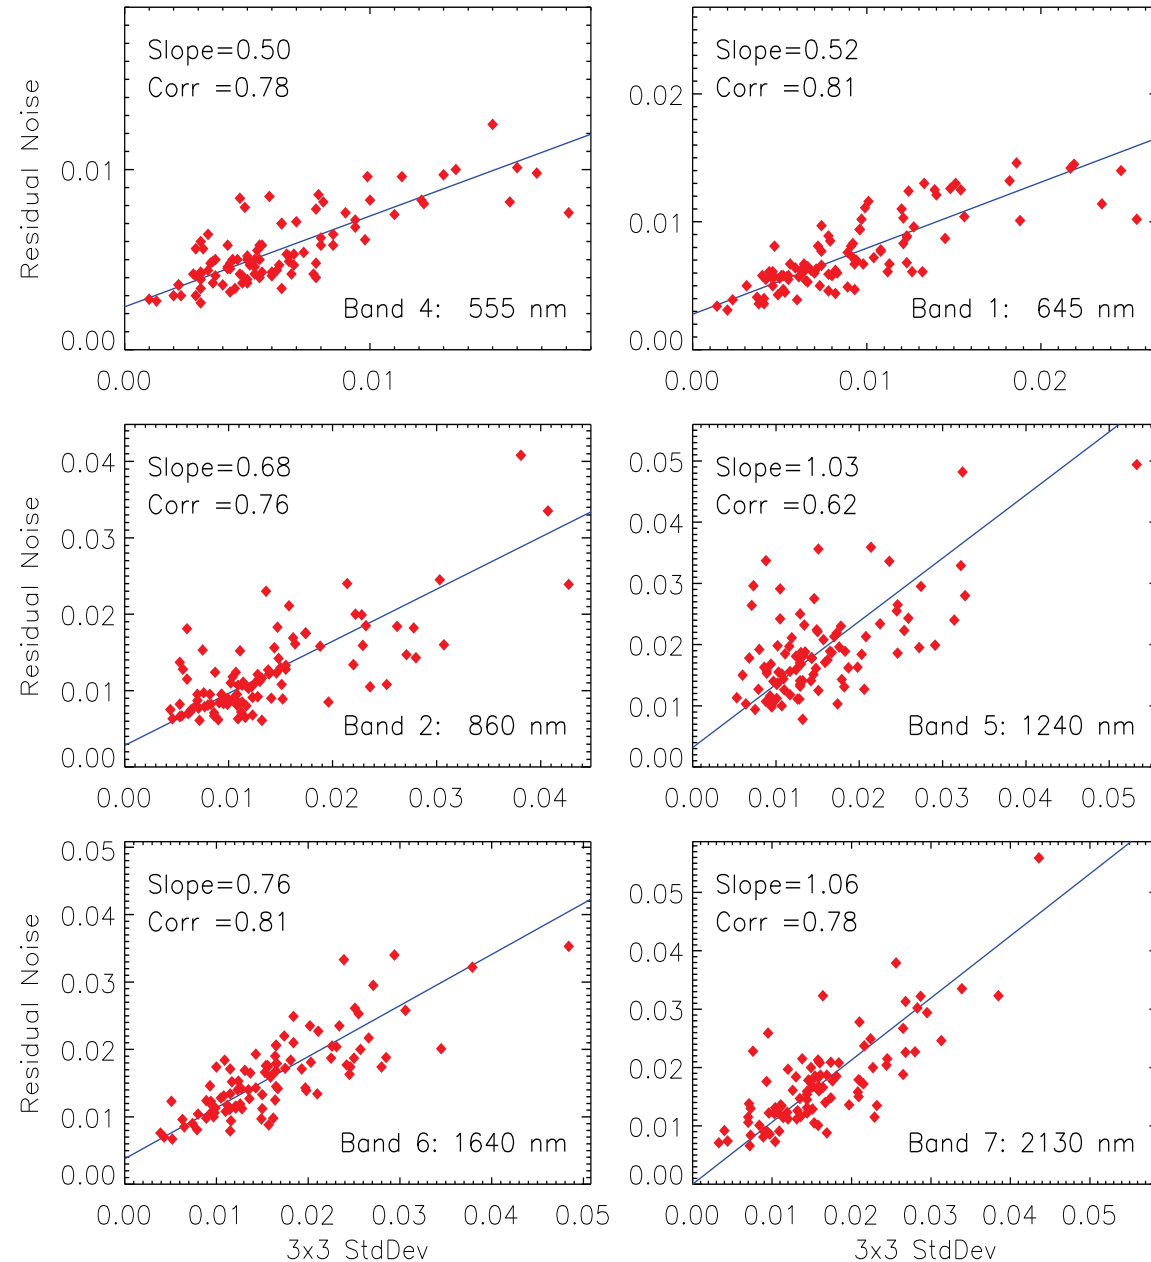 Slope=0.50
Corr =0.78
Residual Noise
0.01
0.00
Band 4: 555 nm
0.00 0.01
Slope=0.52
Corr =0.81
0.02
0.01
0.00
Band 1: 645 nm
0.00 0.01 0.02
Slope=0.68
Corr =0.76
Residual Noise
0.04
0.03
0.02
0.01
0.00
Band 2: 860 nm
0.00 0.01 0.02 0.03 0.04
Slope=1.03
Corr =0.62
0.05
0.04
0.03
0.02
0.01
0.00
Band 5: 1240 nm
0.00 0.01 0.02 0.03 0.04 0.05
Slope=0.76
Corr =0.81
Residual Noise
0.05
0.04
0.03
0.02
0.01
0.00
Band 6: 1640 nm
0.00 0.01 0.02 0.03 0.04 0.05
3x3 StdDev
Slope=1.06
Corr =0.78
0.05
0.04
0.03
0.02
0.01
0.00
Band 7: 2130 nm
0.00 0.01 0.02 0.03 0.04 0.05
3x3 StdDev